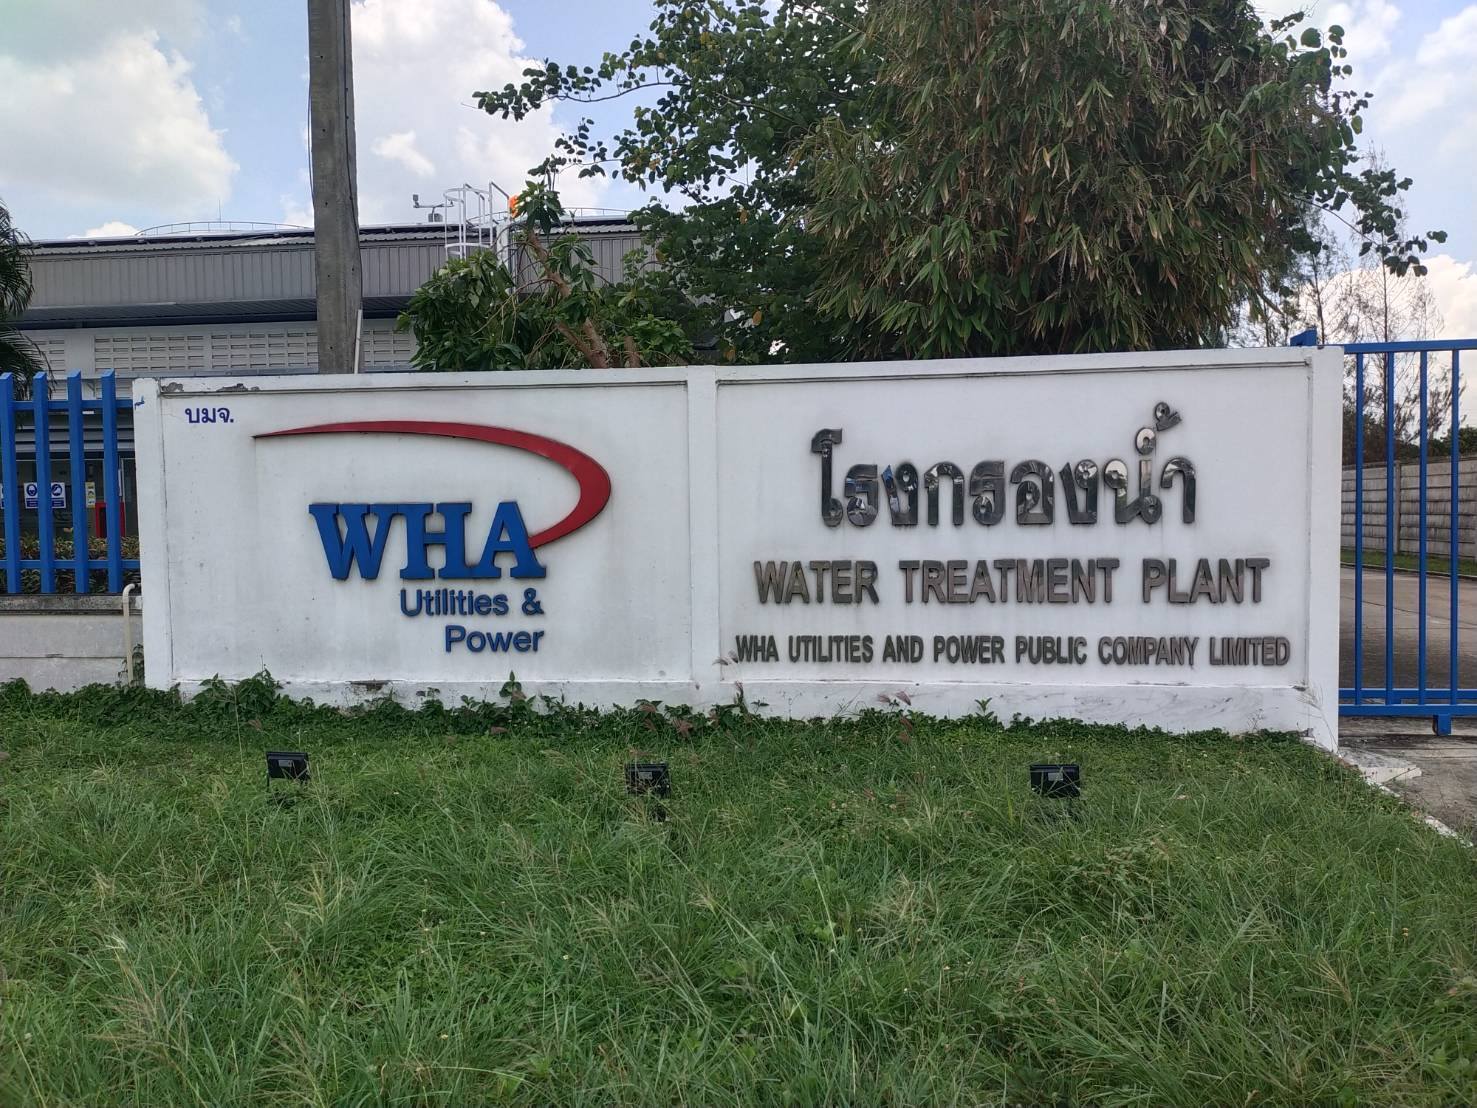 บมจ.
WHA
Utilities &
Power
โรงกรองน้ำ
WATER TREATMENT PLANT
WHA UTILITIES AND POWER PUBLIC COMPANY LIMITED